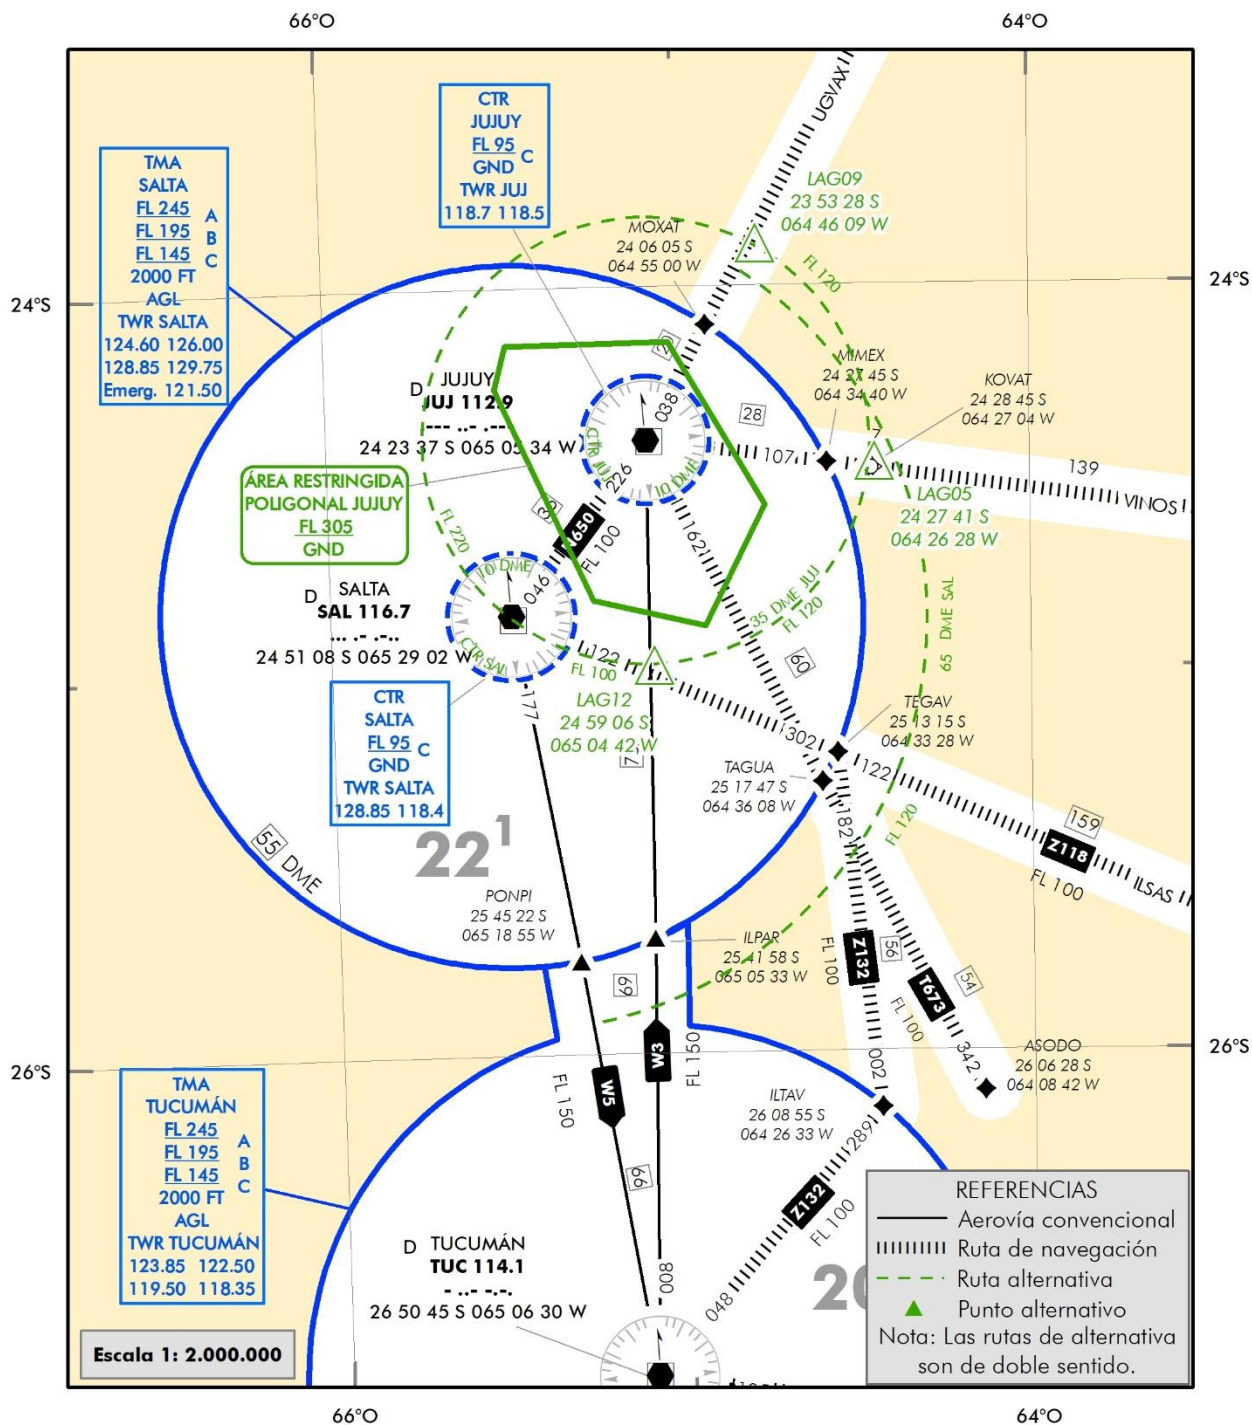 66°O
64°O
CTR
JUJUY
FL 95
C
GND
TWR JUJ
118.7 118.5
UGVAX
TMA
SALTA
FL 245
A
FL 195
B
FL 145
C
2000 FT
AGL
TWR SALTA
124.60 126.00
128.85 129.75
Emerg. 121.50
LAG09
23 53 28 S
064 46 09 W
MOXAT
24 06 05 S
064 55 00 W
FL 120
24°S
24°S
MIMEX
24 27 45 S
064 34 40 W
KOVAT
24 28 45 S
064 27 04 W
D JUJUY
JUJ 112.9
.--- ..- .---
24 23 37 S 065 05 34 W
038
28
7
107
139
VINOS
CTR JUJ
10 DME
226
ÁREA RESTRINGIDA
POLIGONAL JUJUY
FL 305
GND
LAG05
24 27 41 S
064 26 28 W
FL 220
FL 100
162
10 DME
046
D SALTA
SAL 116.7
... .- .-..
24 51 08 S 065 29 02 W
CTR SAL
35 DME JUJ
FL 120
65 DME SAL
60
122
FL 100
CTR
SALTA
FL 95
C
GND
TWR SALTA
128.85 118.4
177
LAG12
24 59 06 S
065 04 42 W
TEGAV
25 13 15 S
064 33 28 W
302
122
TAGUA
25 17 47 S
064 36 08 W
182
FL 120
159
Z118
FL 100
ILSAS
22¹
55 DME
PONPI
25 45 22 S
065 18 55 W
ILPAR
25 41 58 S
065 05 33 W
69
FL 100
Z132
56
T673
54
FL 100
342
002
26°S
26°S
ASODO
26 06 28 S
064 08 42 W
W3
FL 150
W5
FL 150
ILTAV
26 08 55 S
064 26 33 W
289
TMA
TUCUMÁN
FL 245
A
FL 195
B
FL 145
C
2000 FT
AGL
TWR TUCUMÁN
123.85 122.50
119.50 118.35
66
Z132
FL 100
D TUCUMÁN
TUC 114.1
- ..- -.-.
26 50 45 S 065 06 30 W
008
048
REFERENCIAS
Aerovía convencional
Ruta de navegación
Ruta alternativa
Punto alternativo
Nota: Las rutas de alternativa
son de doble sentido.
Escala 1: 2.000.000
66°O
64°O